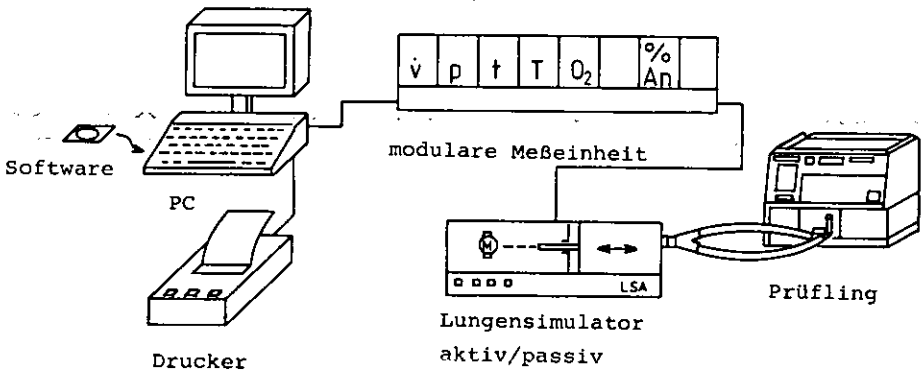 v̇ p t T O₂ % An
modulare Meßeinheit
Software
PC
M
LSA
Prüfling
Lungensimulator
aktiv/passiv
Drucker